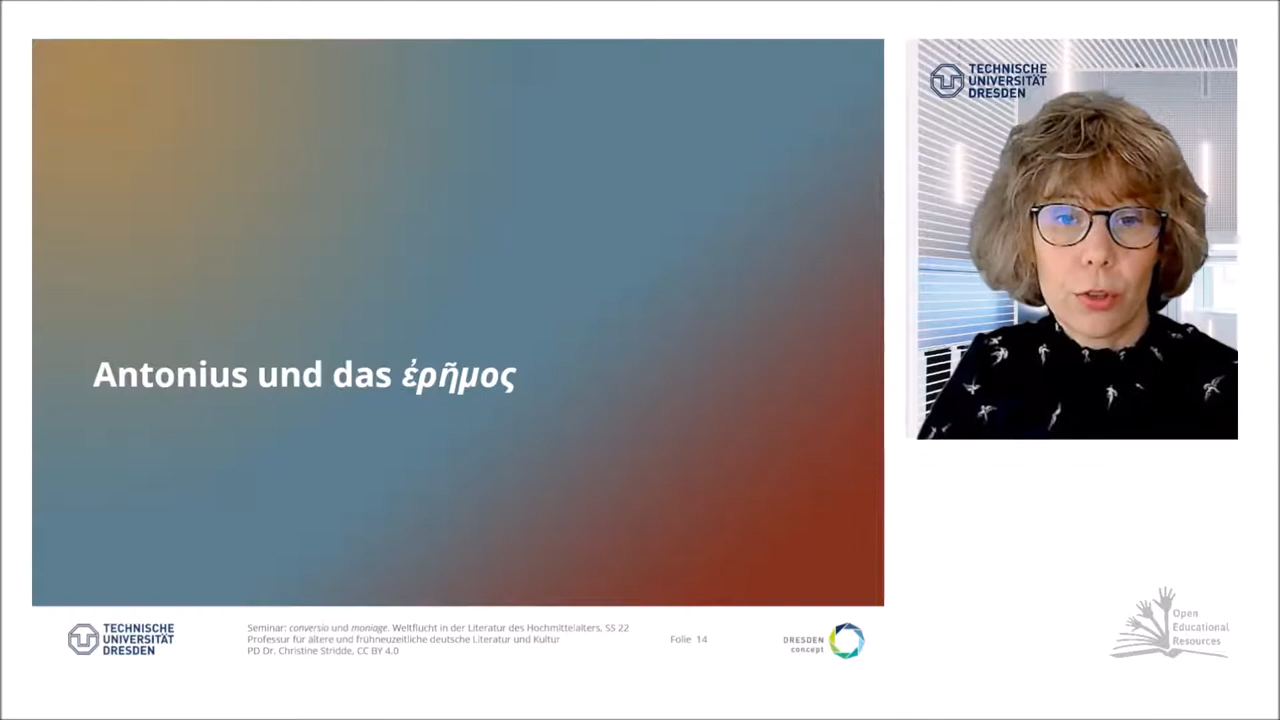 Antonius und das ἐρῆμος
TECHNISCHE
UNIVERSITÄT
DRESDEN
TECHNISCHE
UNIVERSITÄT
DRESDEN
Seminar: conversio und moniage. Weltflucht in der Literatur des Hochmittelalters, SS 22
Professur für ältere und frühneuzeitliche deutsche Literatur und Kultur
PD Dr. Christine Stridde, CC BY 4.0
Folie 14
DRESDEN
concept
Open
Educational
Resources